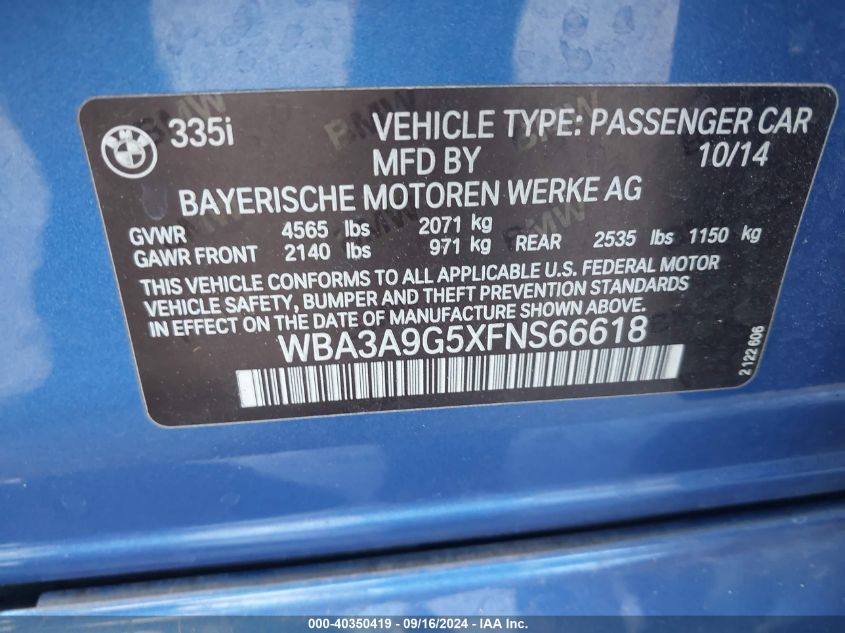 BMW 335i VEHICLE TYPE: PASSENGER CAR
MFD BY 10/14
BAYERISCHE MOTOREN WERKE AG
GVWR 4565 lbs 2071 kg
GAWR FRONT 2140 lbs 971 kg REAR 2535 lbs 1150 kg
THIS VEHICLE CONFORMS TO ALL APPLICABLE U.S. FEDERAL MOTOR
VEHICLE SAFETY, BUMPER AND THEFT PREVENTION STANDARDS
IN EFFECT ON THE DATE OF MANUFACTURE SHOWN ABOVE.
WBA3A9G5XFNS66618
2 122 606
000-40350419 - 09/16/2024 - IAA Inc.